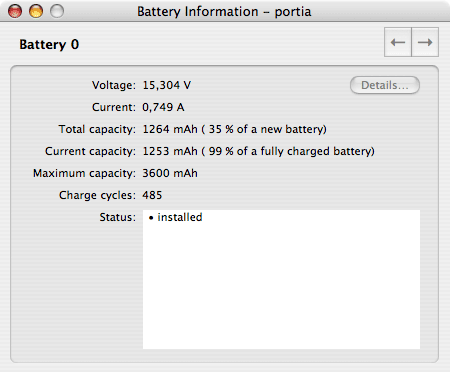 Battery Information – portia
Battery 0
Voltage: 15,304 V
Details...
Current: 0,749 A
Total capacity: 1264 mAh ( 35 % of a new battery)
Current capacity: 1253 mAh ( 99 % of a fully charged battery)
Maximum capacity: 3600 mAh
Charge cycles: 485
Status: • installed